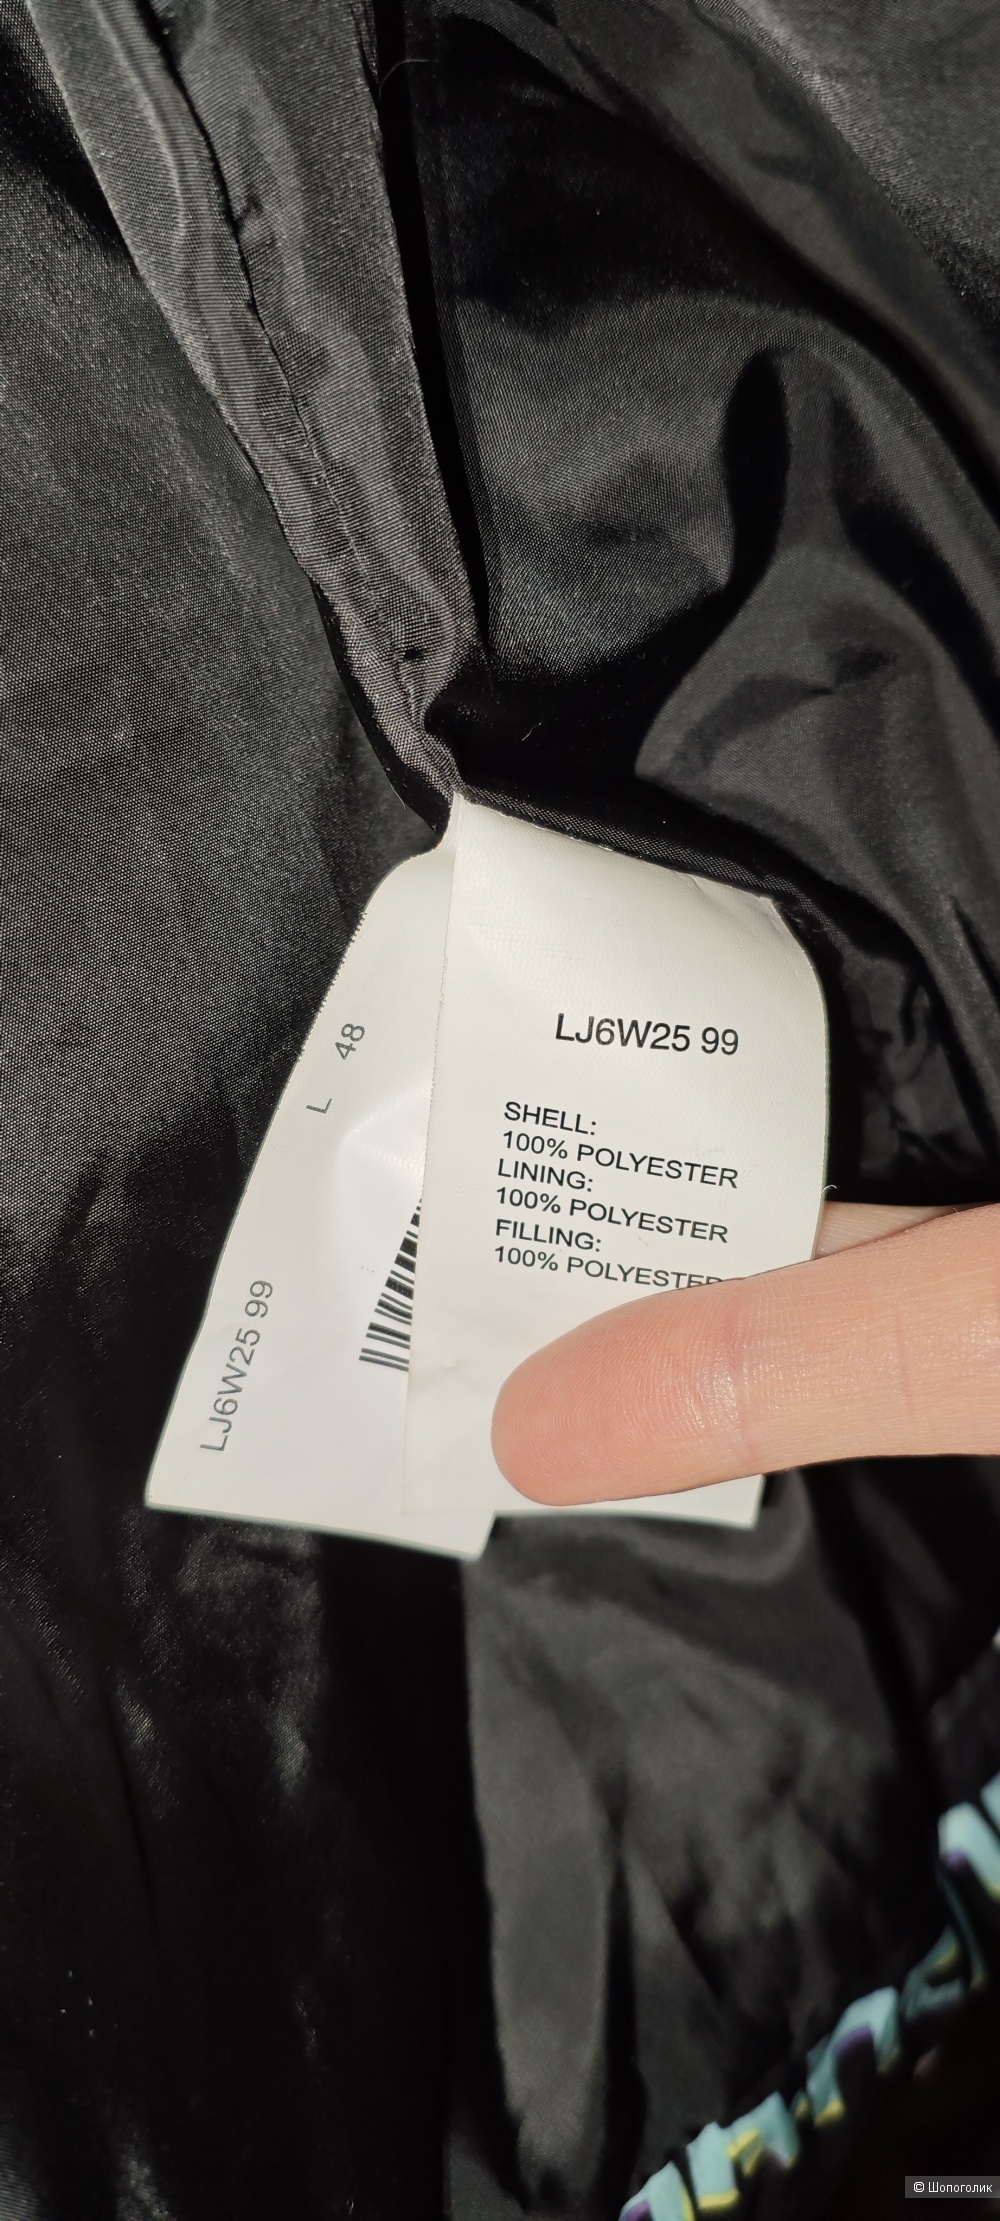 LJ6W25 99
SHELL:
100% POLYESTER
LINING:
100% POLYESTER
FILLING:
100% POLYESTER
L 48
LJ6W25 99
© Шопоголик